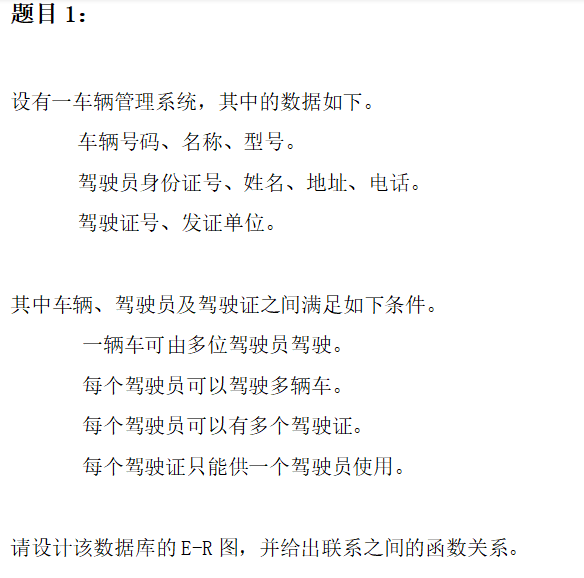 题目 1：
设有一车辆管理系统，其中的数据如下。
车辆号码、名称、型号。
驾驶员身份证号、姓名、地址、电话。
驾驶证号、发证单位。
其中车辆、驾驶员及驾驶证之间满足如下条件。
一辆车可由多位驾驶员驾驶。
每个驾驶员可以驾驶多辆车。
每个驾驶员可以有多个驾驶证。
每个驾驶证只能供一个驾驶员使用。
请设计该数据库的 E-R 图，并给出联系之间的函数关系。